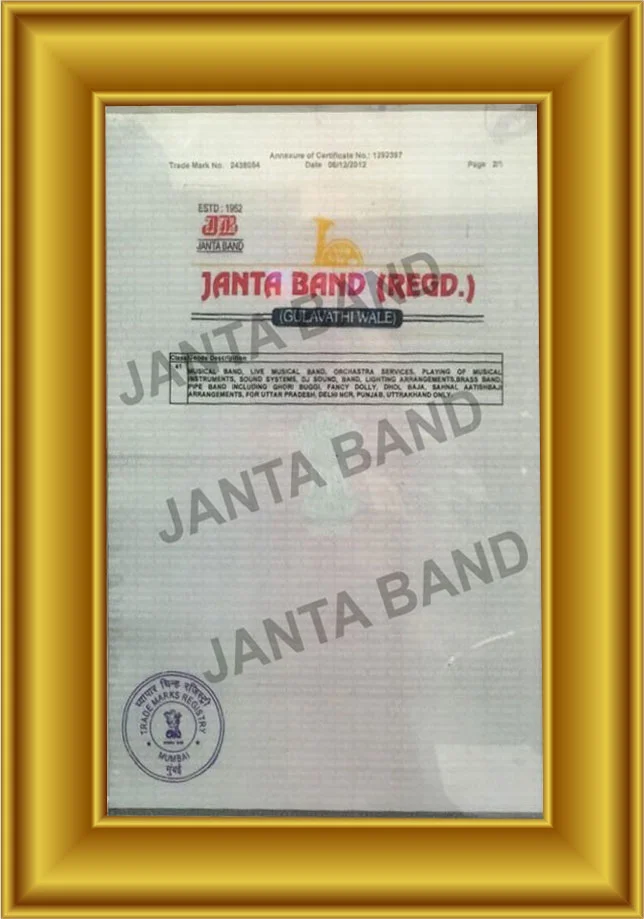 Annexure of Certificate No.: 1292397
Trade Mark No. 2438084 Date 06/12/2012 Page 2/1
ESTD : 1952
JB
JANTA BAND
JANTA BAND (REGD.)
(GULAVATHI WALE)
Class Goods Description
41 MUSICAL BAND, LIVE MUSICAL BAND, ORCHASTRA SERVICES, PLAYING OF MUSICAL
INSTRUMENTS, SOUND SYSTEMS, DJ SOUND, BAND, LIGHTING ARRANGEMENTS,BRASS BAND,
PIPE BAND INCLUDING GHORI BUGGI, FANCY DOLLY, DHOL BAJA, SAHNAI, AATISHBAJI
ARRANGEMENTS, FOR UTTAR PRADESH, DELHI NCR, PUNJAB, UTTRAKHAND ONLY.
JANTA BAND
JANTA BAND
JANTA BAND
व्यापार चिन्ह रजिस्ट्री
TRADE MARKS REGISTRY
MUMBAI
मुंबई